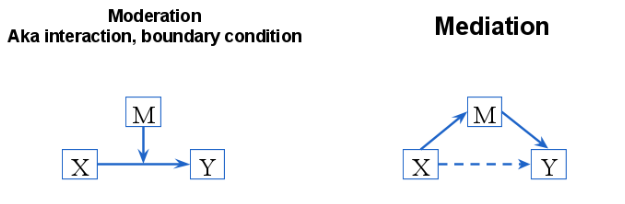 Moderation
Aka interaction, boundary condition
M
X
Y
Mediation
M
X
Y